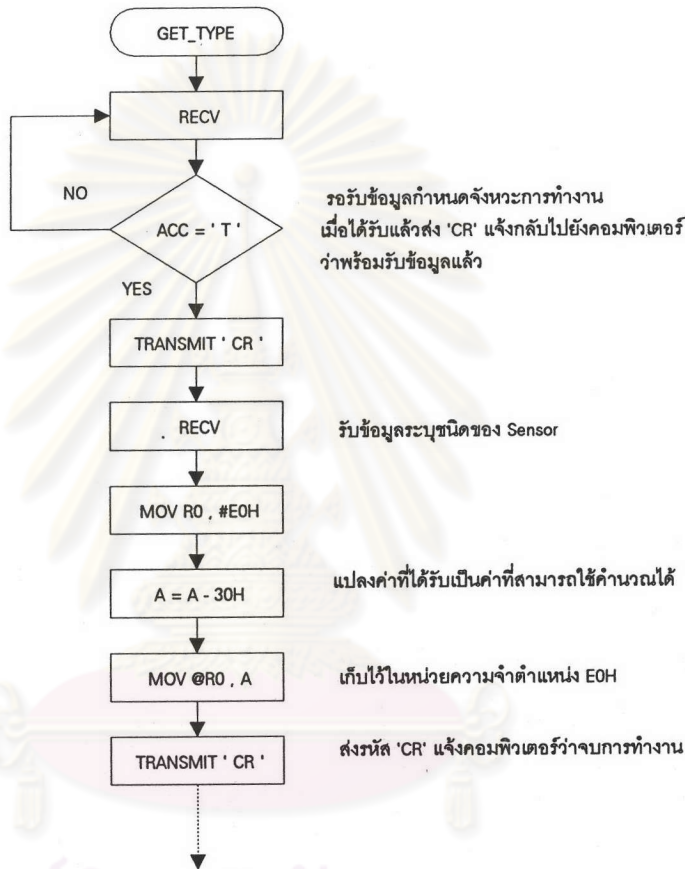 GET_TYPE
RECV
NO
ACC = ' T '
รอรับข้อมูลกำหนดจังหวะการทำงาน
เมื่อได้รับแล้วส่ง 'CR' แจ้งกลับไปยังคอมพิวเตอร์
ว่าพร้อมรับข้อมูลแล้ว
YES
TRANSMIT ' CR '
. RECV
รับข้อมูลระบุชนิดของ Sensor
MOV R0 , #E0H
A = A - 30H
แปลงค่าที่ได้รับเป็นค่าที่สามารถใช้คำนวณได้
MOV @R0 , A
เก็บไว้ในหน่วยความจำตำแหน่ง E0H
TRANSMIT ' CR '
ส่งรหัส 'CR' แจ้งคอมพิวเตอร์ว่าจบการทำงาน